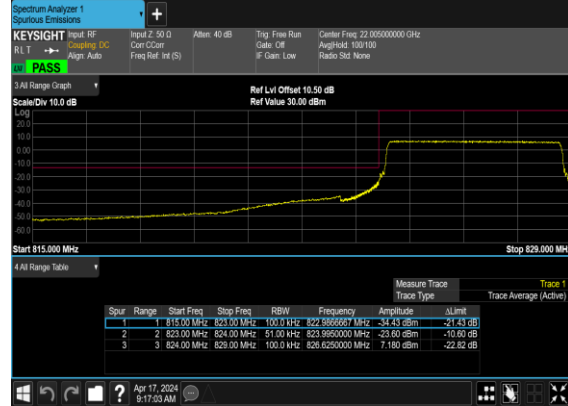 Spectrum Analyzer 1
Spurious Emissions
+
KEYSIGHT Input: RF Input Z: 50 Ω Atten: 40 dB Trig: Free Run Center Freq: 22.005000000 GHz
RLT Coupling: DC Corr CCorr Gate: Off Avg|Hold: 100/100
Align: Auto Freq Ref: Int (S) IF Gain: Low Radio Std: None
PASS
3 All Range Graph
Ref Lvl Offset 10.50 dB
Scale/Div 10.0 dB Ref Value 30.00 dBm
Log
20.0
10.0
0.00
-10.0
-20.0
-30.0
-40.0
-50.0
-60.0
Start 815.000 MHz Stop 829.000 MH
4 All Range Table
Measure Trace Trace 1
Trace Type Trace Average (Active)
Spur Range Start Freq Stop Freq RBW Frequency Amplitude ΔLimit
1 1 815.00 MHz 823.00 MHz 100.0 kHz 822.9866667 MHz -34.43 dBm -21.43 dB
2 2 823.00 MHz 824.00 MHz 51.00 kHz 823.9950000 MHz -23.60 dBm -10.60 dB
3 3 824.00 MHz 829.00 MHz 100.0 kHz 826.6250000 MHz 7.180 dBm -22.82 dB
? Apr 17, 2024
9:17:03 AM